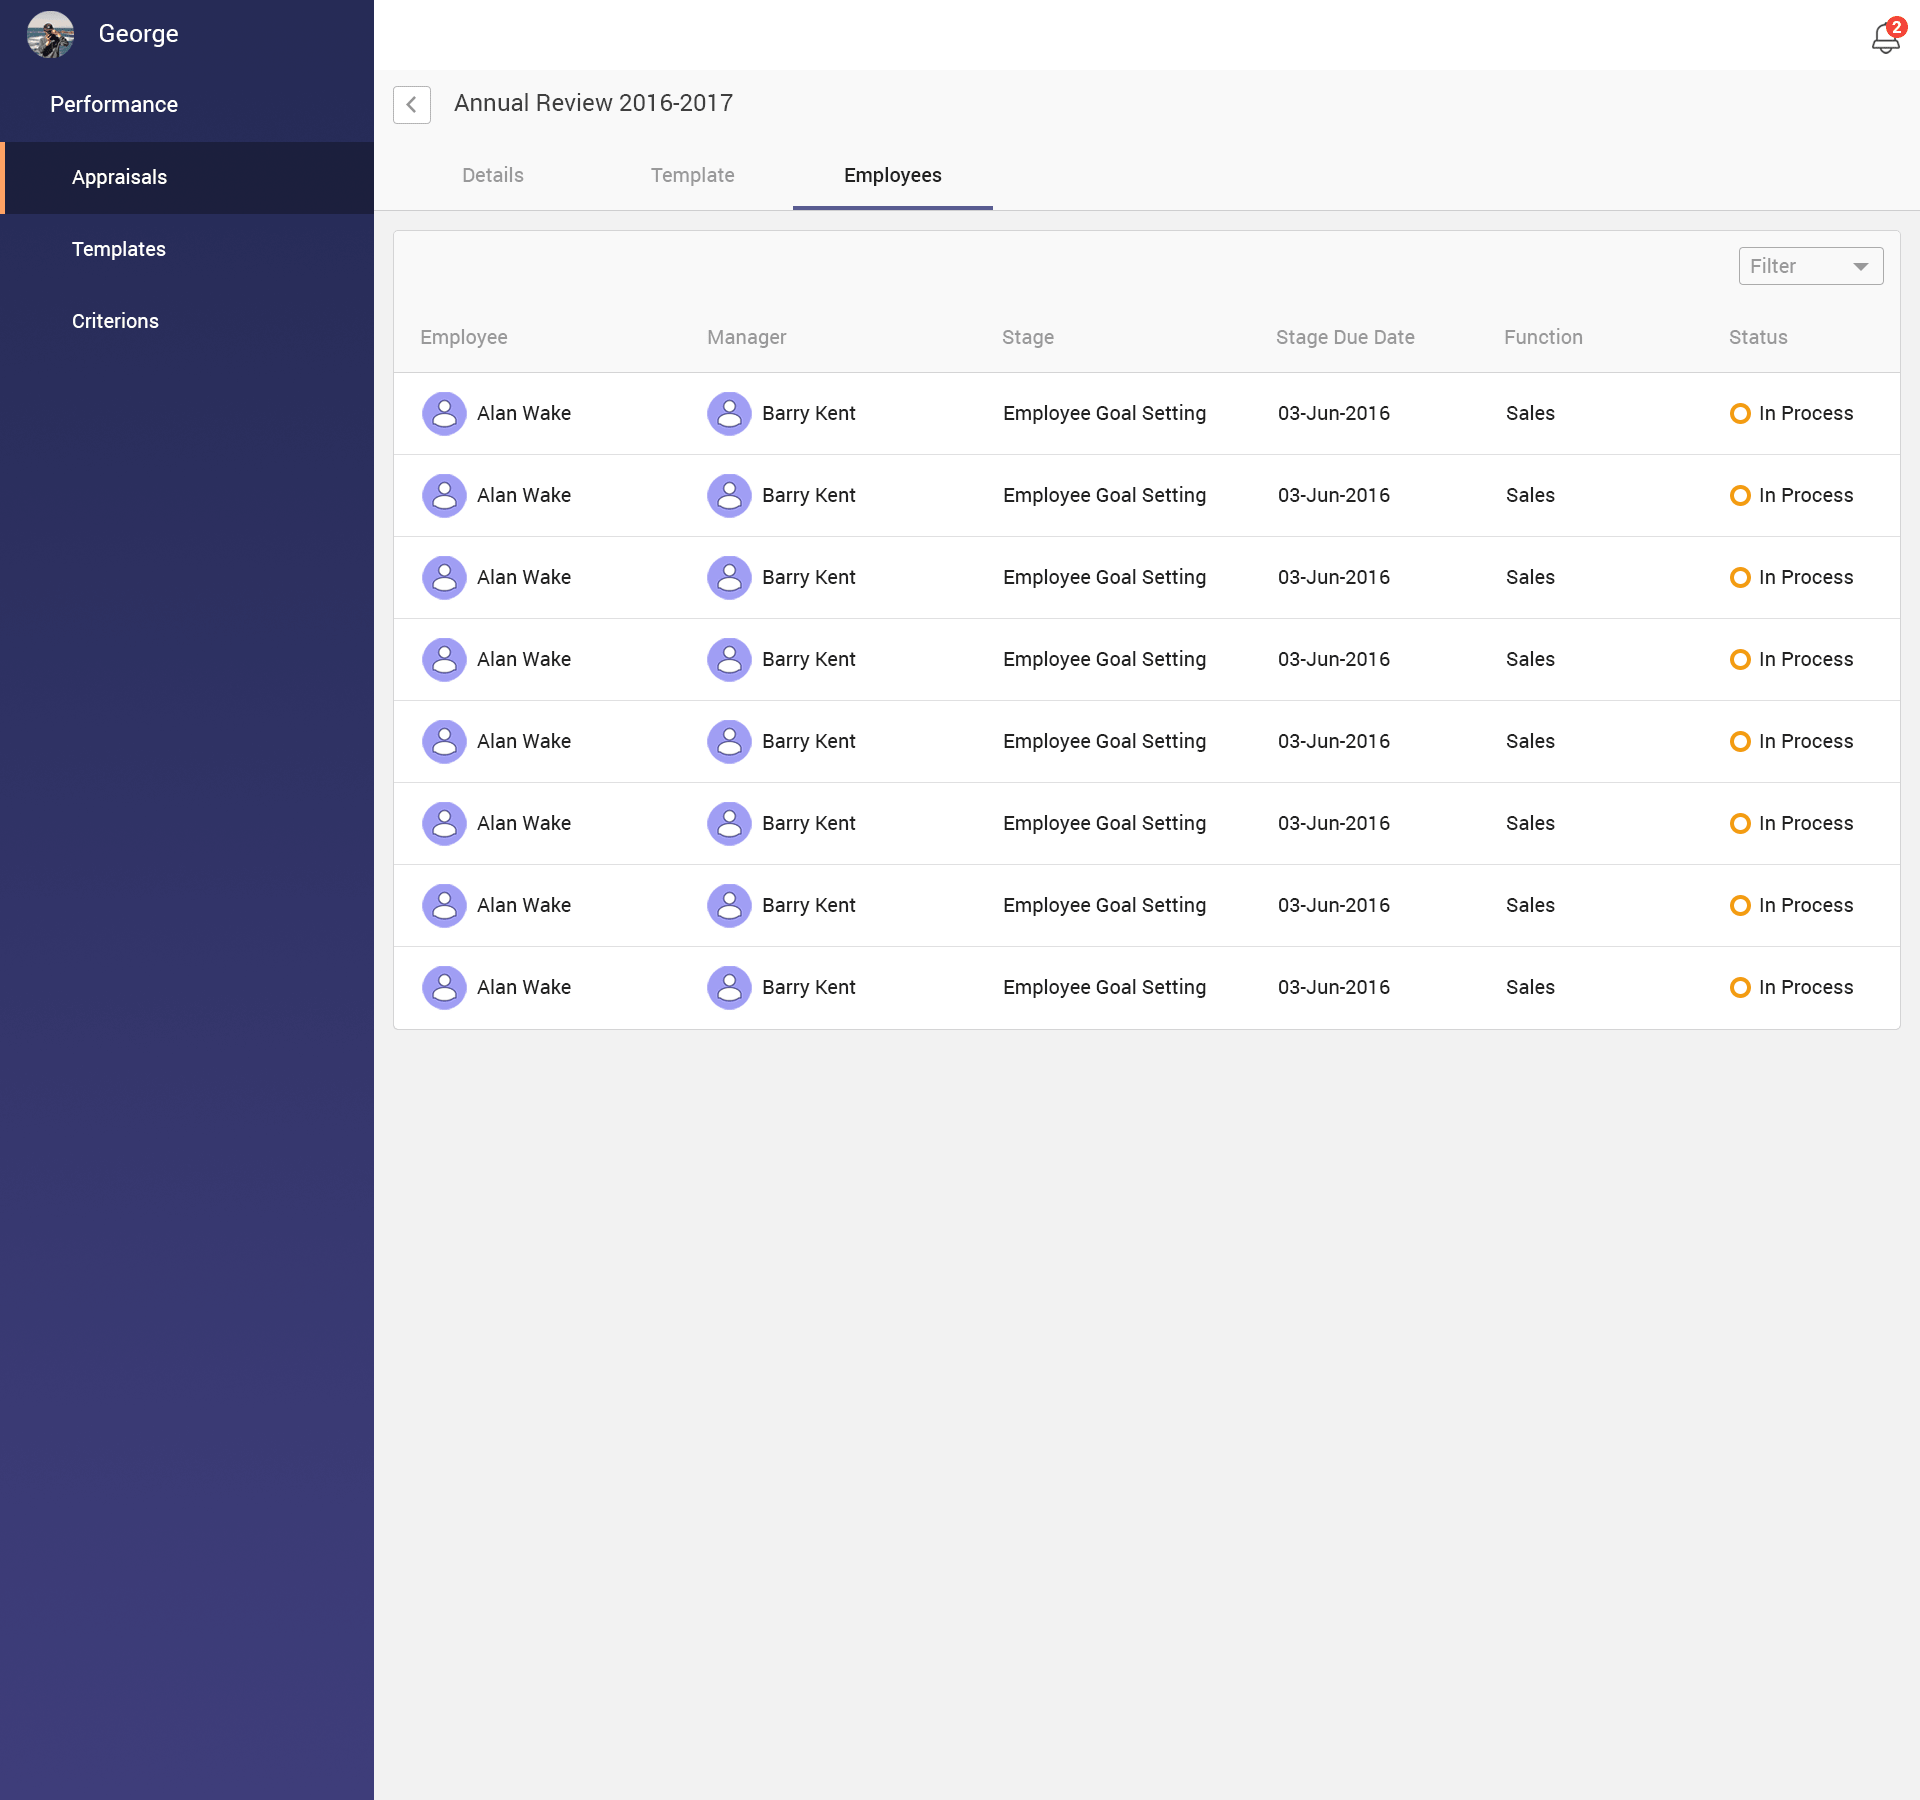 George
2
Performance
Annual Review 2016-2017
Appraisals
Details Template Employees
Templates
Filter
Criterions
Employee Manager Stage Stage Due Date Function Status
Alan Wake Barry Kent Employee Goal Setting 03-Jun-2016 Sales In Process
Alan Wake Barry Kent Employee Goal Setting 03-Jun-2016 Sales In Process
Alan Wake Barry Kent Employee Goal Setting 03-Jun-2016 Sales In Process
Alan Wake Barry Kent Employee Goal Setting 03-Jun-2016 Sales In Process
Alan Wake Barry Kent Employee Goal Setting 03-Jun-2016 Sales In Process
Alan Wake Barry Kent Employee Goal Setting 03-Jun-2016 Sales In Process
Alan Wake Barry Kent Employee Goal Setting 03-Jun-2016 Sales In Process
Alan Wake Barry Kent Employee Goal Setting 03-Jun-2016 Sales In Process